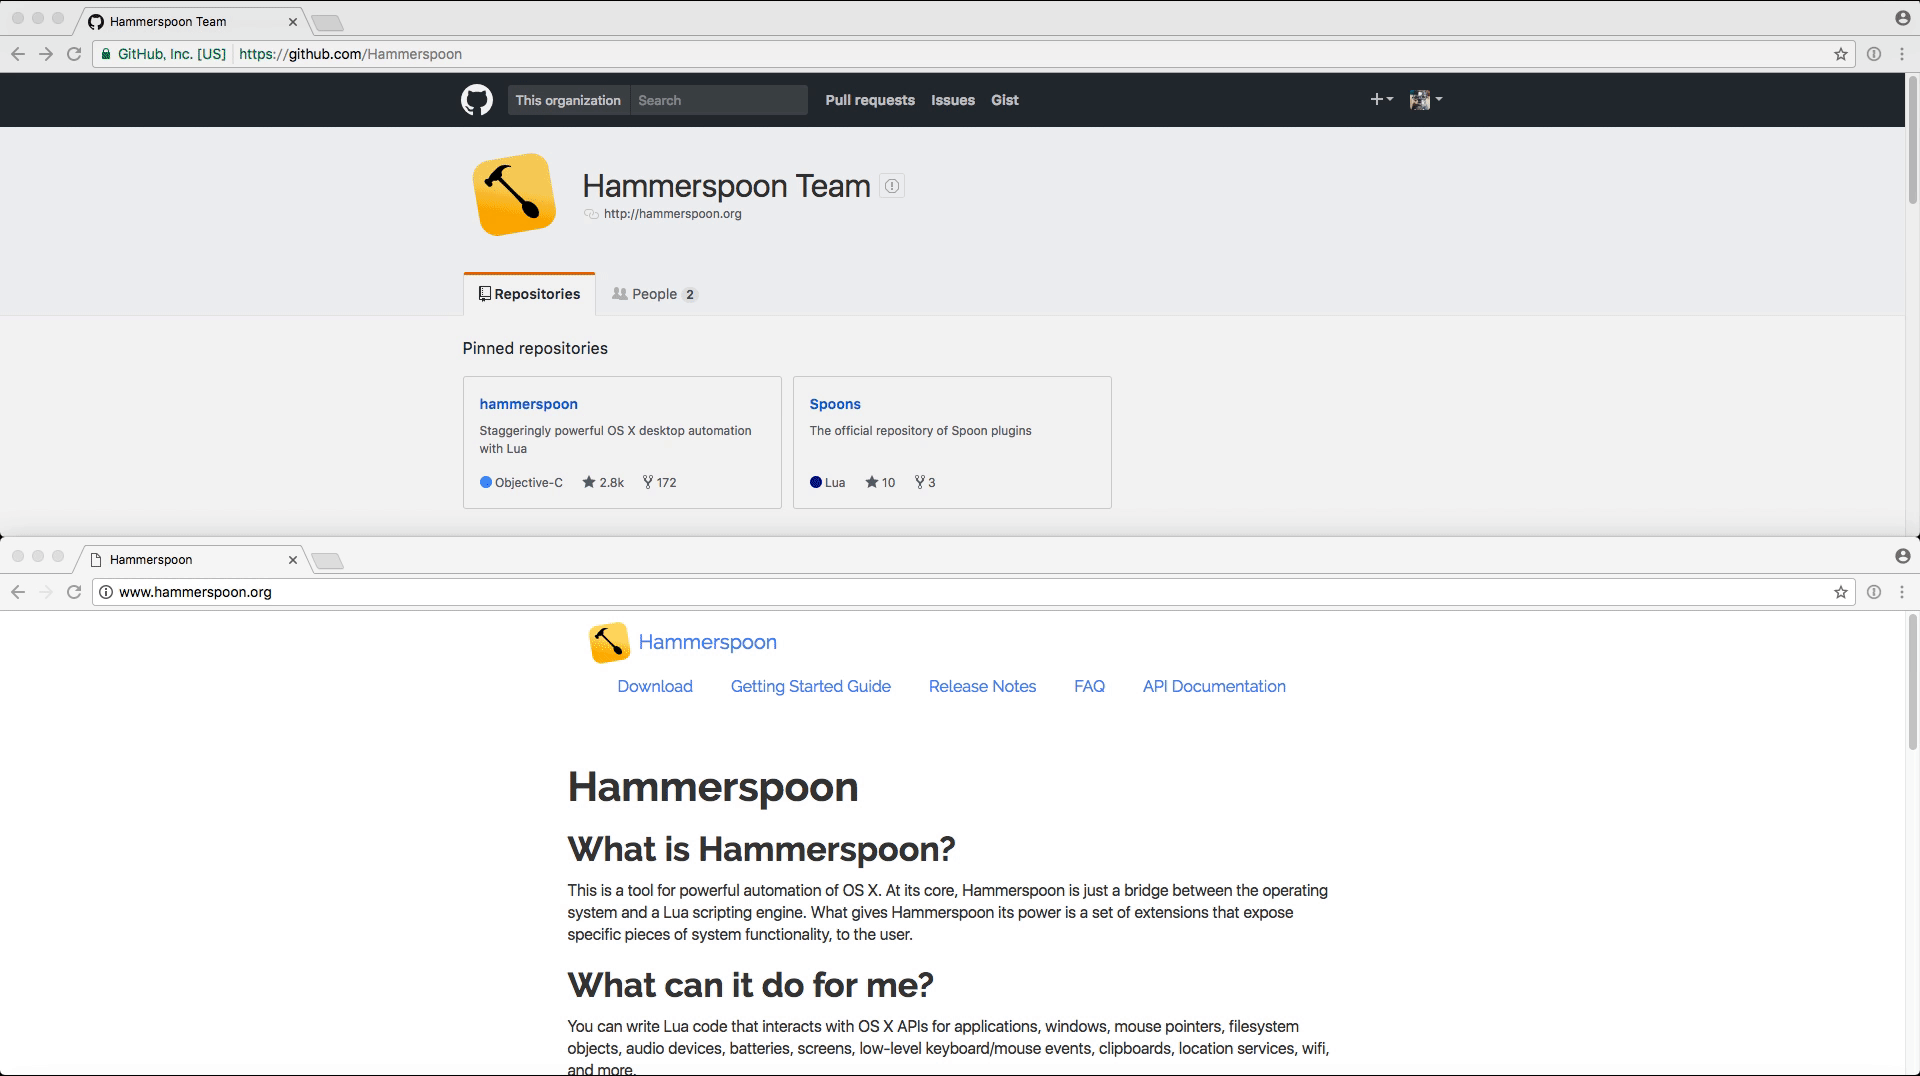 Hammerspoon Team
GitHub, Inc. [US] https://github.com/Hammerspoon
This organization Search Pull requests Issues Gist
Hammerspoon Team
http://hammerspoon.org
Repositories People 2
Pinned repositories
hammerspoon
Staggeringly powerful OS X desktop automation
with Lua
Objective-C 2.8k 172
Spoons
The official repository of Spoon plugins
Lua 10 3
Hammerspoon
www.hammerspoon.org
Hammerspoon
Download Getting Started Guide Release Notes FAQ API Documentation
Hammerspoon
What is Hammerspoon?
This is a tool for powerful automation of OS X. At its core, Hammerspoon is just a bridge between the operating
system and a Lua scripting engine. What gives Hammerspoon its power is a set of extensions that expose
specific pieces of system functionality, to the user.
What can it do for me?
You can write Lua code that interacts with OS X APIs for applications, windows, mouse pointers, filesystem
objects, audio devices, batteries, screens, low-level keyboard/mouse events, clipboards, location services, wifi,
and more.